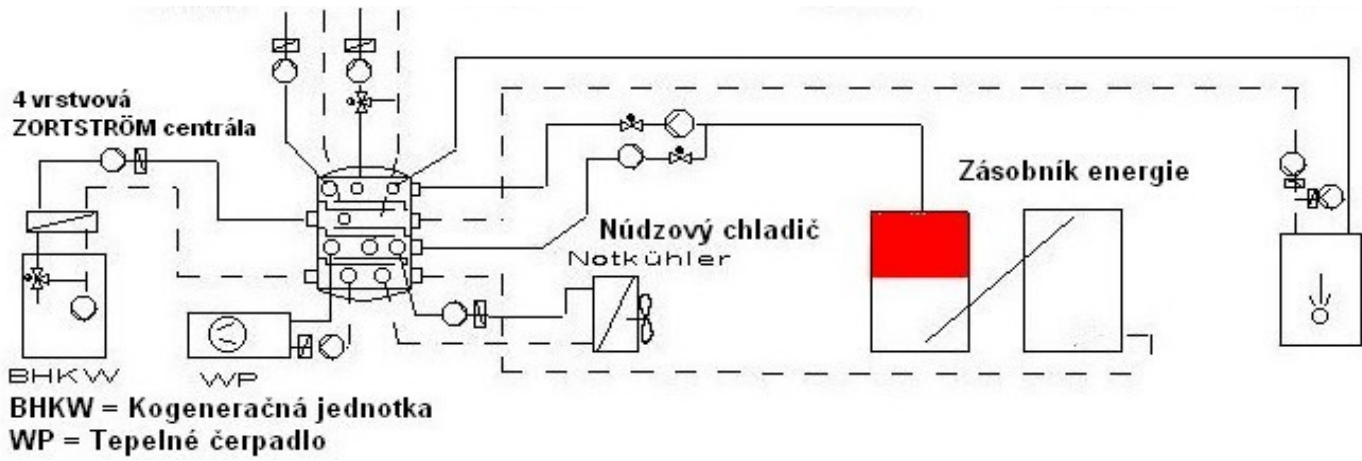 4 vrstvová
ZORTSTRÖM centrála
Zásobník energie
Núdzový chladič
Notkühler
BHKW
WP
BHKW = Kogeneračná jednotka
WP = Tepelné čerpadlo